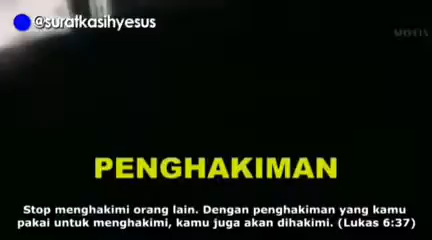 @suratkasihyesus
PENGHAKIMAN
Stop menghakimi orang lain. Dengan penghakiman yang kamu
pakai untuk menghakimi, kamu juga akan dihakimi. (Lukas 6:37)